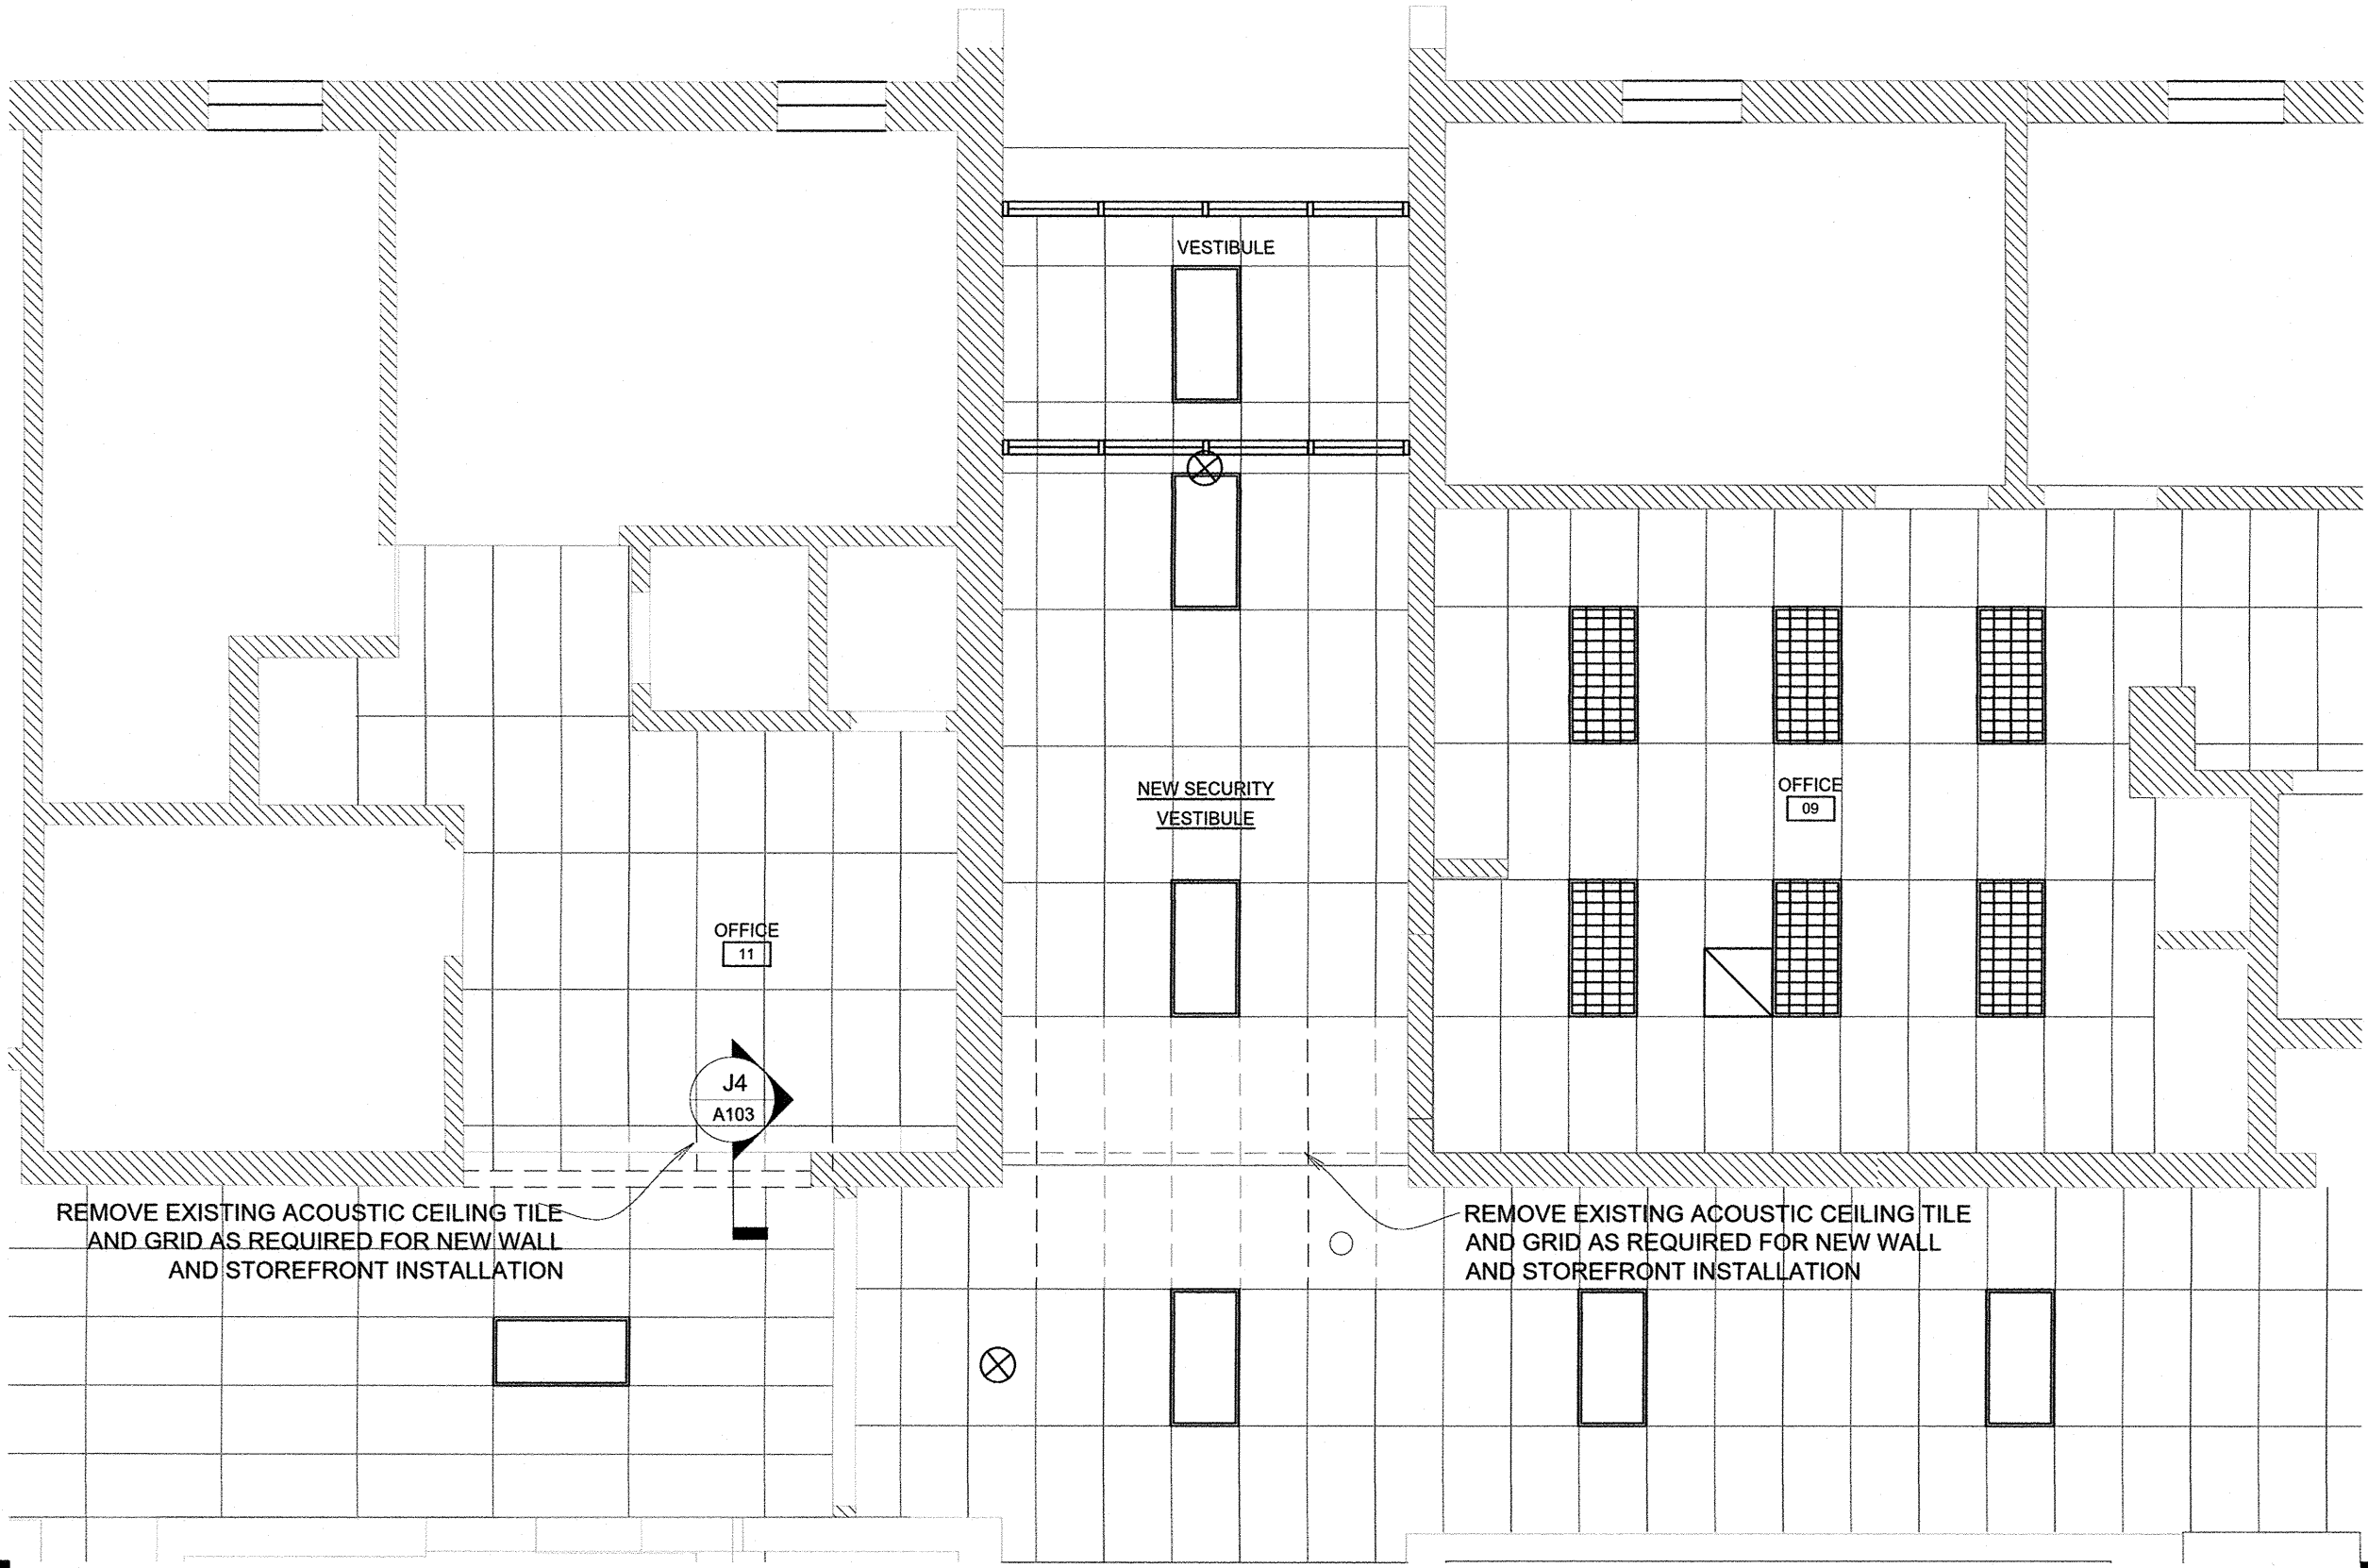 VESTIBULE
NEW SECURITY
VESTIBULE
OFFICE
09
OFFICE
11
J4
A103
REMOVE EXISTING ACOUSTIC CEILING TILE
AND GRID AS REQUIRED FOR NEW WALL
AND STOREFRONT INSTALLATION
REMOVE EXISTING ACOUSTIC CEILING TILE
AND GRID AS REQUIRED FOR NEW WALL
AND STOREFRONT INSTALLATION